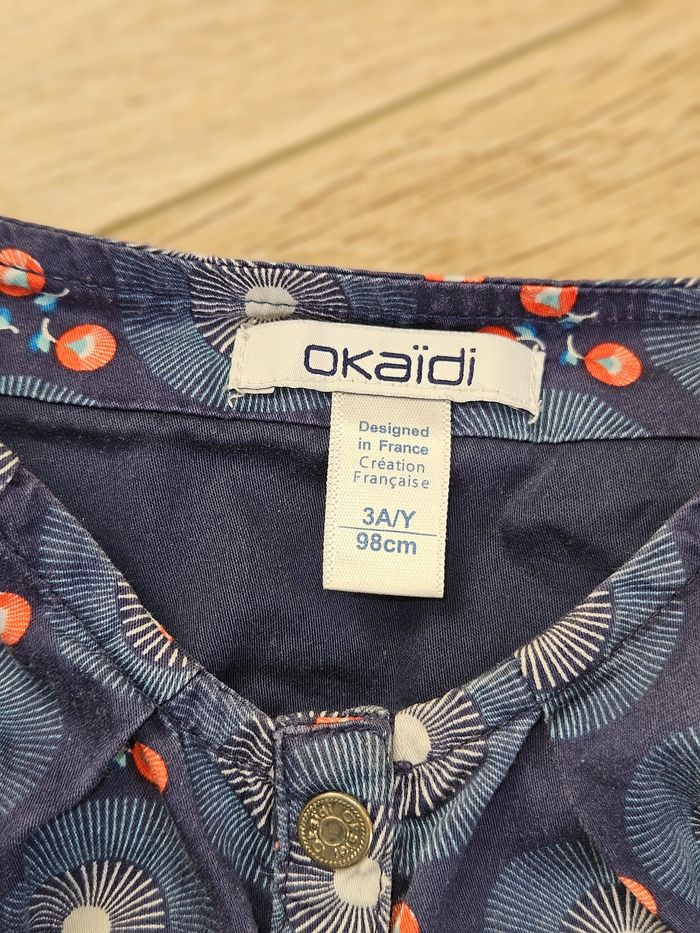 okaïdi
Designed
in France
Création
Française
3A/Y
98cm